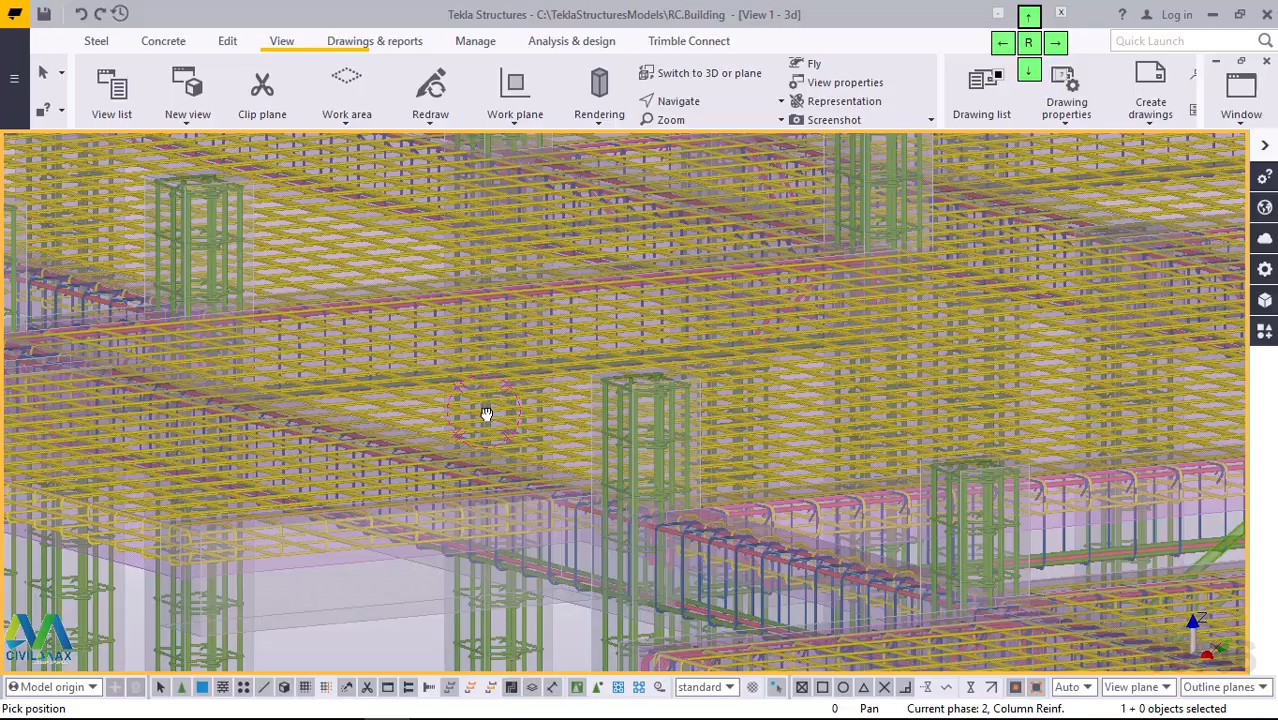 Tekla Structures - C:\TeklaStructuresModels\RC.Building - [View 1 - 3d]
Log in
R
Steel
Concrete
Edit
View
Drawings & reports
Manage
Analysis & design
Trimble Connect
Quick Launch
View list
New view
Clip plane
Work area
Redraw
Work plane
Rendering
Switch to 3D or plane
Navigate
Zoom
Fly
View properties
Representation
Screenshot
Drawing list
Drawing properties
Create drawings
Window
Z
CIVILMAX
Model origin
standard
Auto
View plane
Outline planes
Pick position
0
Pan
Current phase: 2, Column Reinf.
1 + 0 objects selected